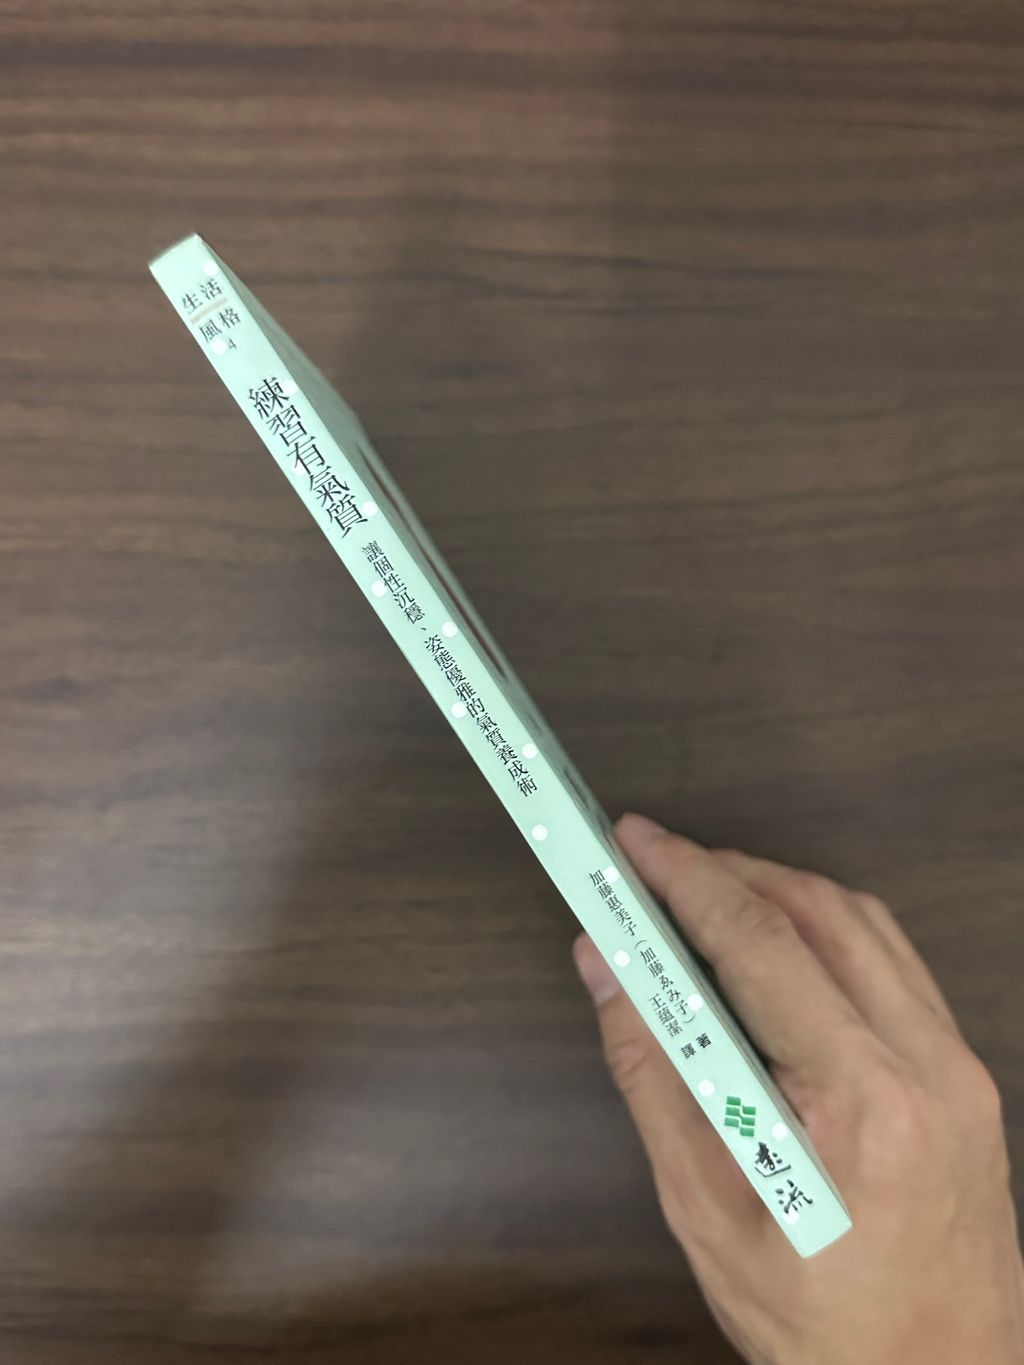 生活
風格
4
練習有氣質
讓個性沉穩、姿態優雅的氣質養成術
加藤惠美子（加藤ゑみ子）著
王蘊潔 譯
遠流